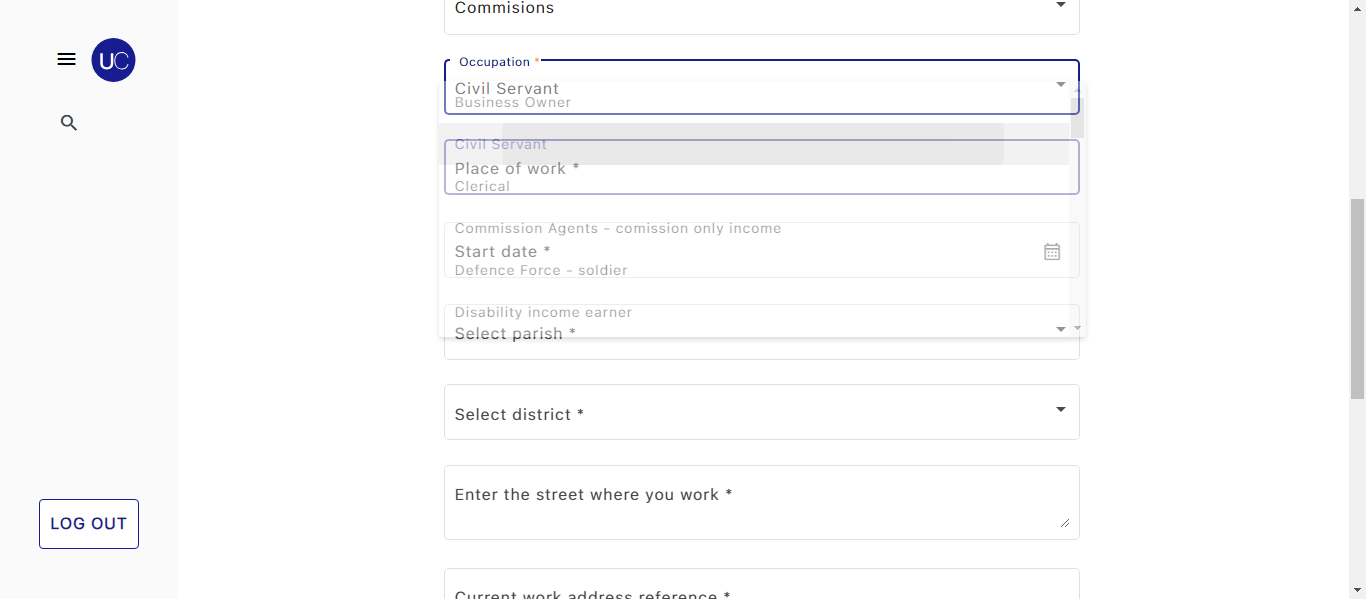 Commisions
UC
Occupation *
Civil Servant
Business Owner
Civil Servant
Place of work *
Clerical
Commission Agents - comission only income
Start date *
Defence Force - soldier
Disability income earner
Select parish *
Select district *
Enter the street where you work *
LOG OUT
Current work address reference *